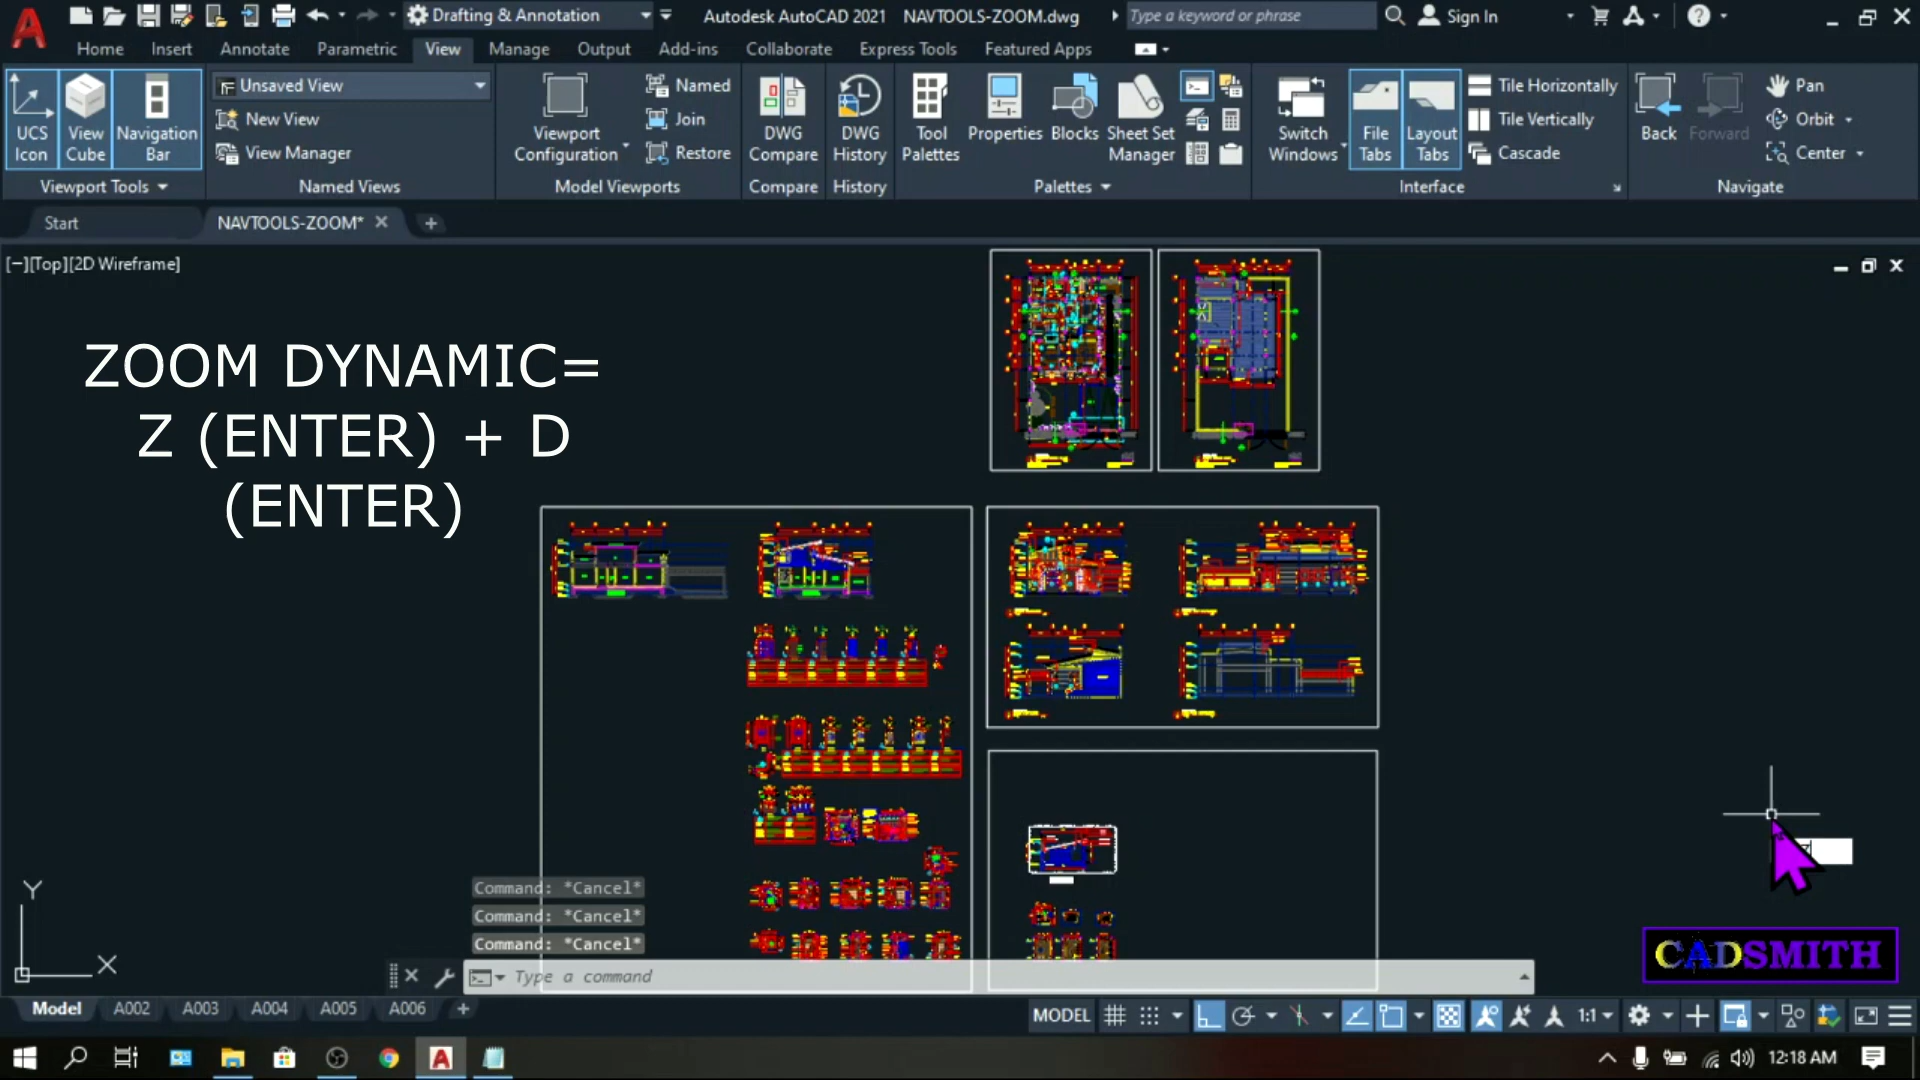 Drafting & Annotation
Autodesk AutoCAD 2021 NAVTOOLS-ZOOM.dwg
Type a keyword or phrase
Sign In
Home Insert Annotate Parametric View Manage Output Add-ins Collaborate Express Tools Featured Apps
UCS Icon
View Cube
Navigation Bar
Unsaved View
New View
View Manager
Viewport Configuration
Named
Join
Restore
DWG Compare
DWG History
Tool Palettes
Properties
Blocks
Sheet Set Manager
Switch Windows
File Tabs
Layout Tabs
Tile Horizontally
Tile Vertically
Cascade
Back
Forward
Pan
Orbit
Center
Viewport Tools
Named Views
Model Viewports
Compare
History
Palettes
Interface
Navigate
Start
NAVTOOLS-ZOOM*
[−][Top][2D Wireframe]
ZOOM DYNAMIC=
Z (ENTER) + D
(ENTER)
Y
X
Command: *Cancel*
Command: *Cancel*
Command: *Cancel*
Type a command
CADSMITH
Model A002 A003 A004 A005 A006
MODEL
1:1
12:18 AM